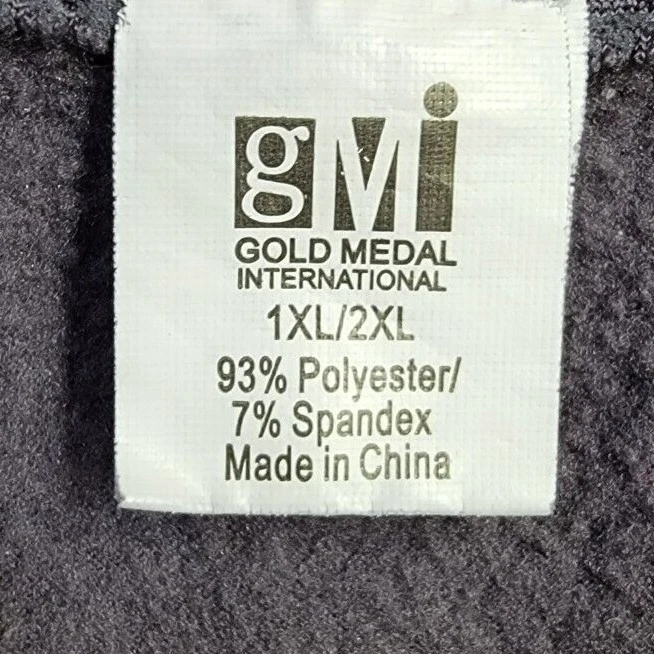 gMi
GOLD MEDAL
INTERNATIONAL
1XL/2XL
93% Polyester/
7% Spandex
Made in China